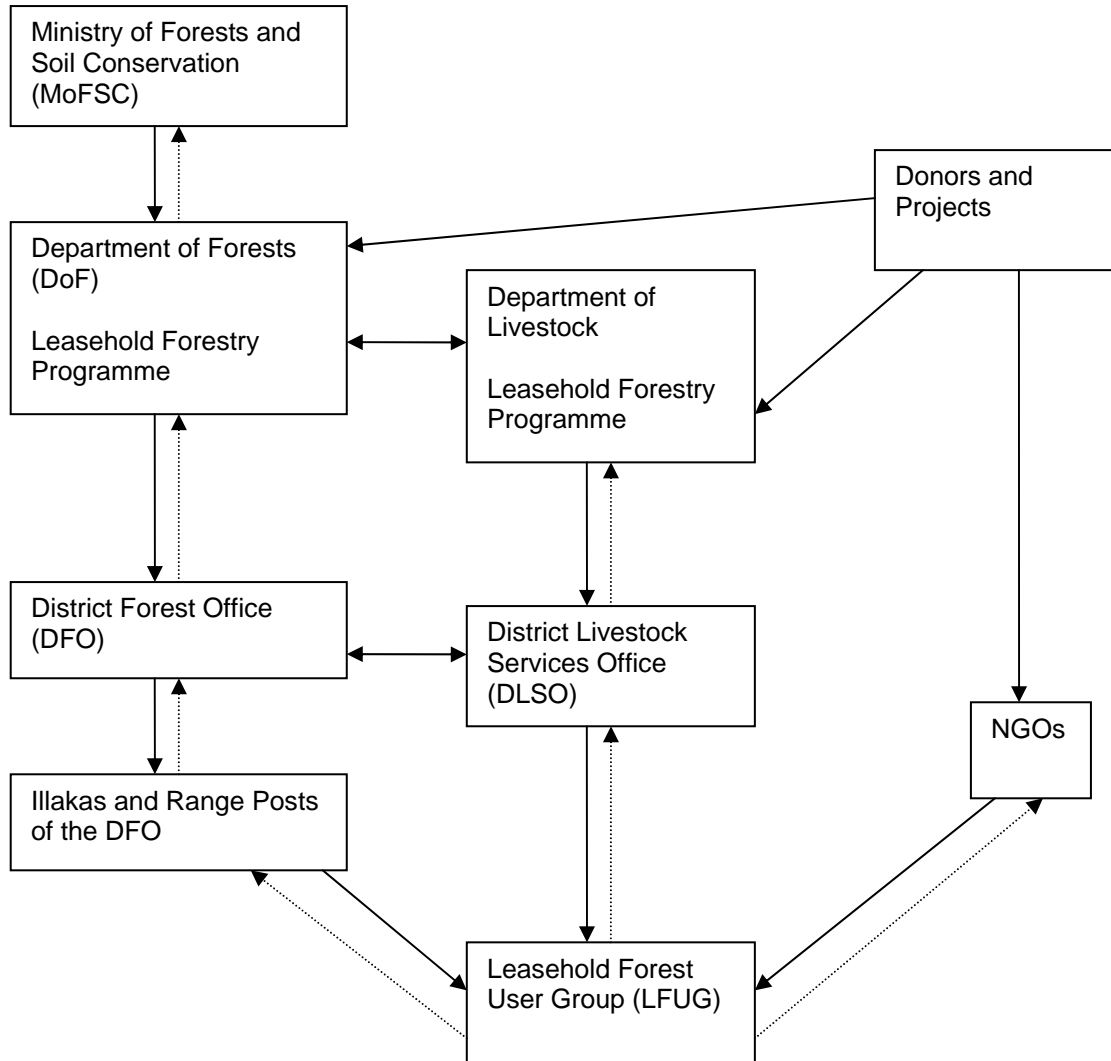 Ministry of Forests and
Soil Conservation
(MoFSC)
Donors and
Projects
Department of Forests
(DoF)
Leasehold Forestry
Programme
Department of
Livestock
Leasehold Forestry
Programme
District Forest Office
(DFO)
District Livestock
Services Office
(DLSO)
NGOs
Illakas and Range Posts
of the DFO
Leasehold Forest
User Group (LFUG)